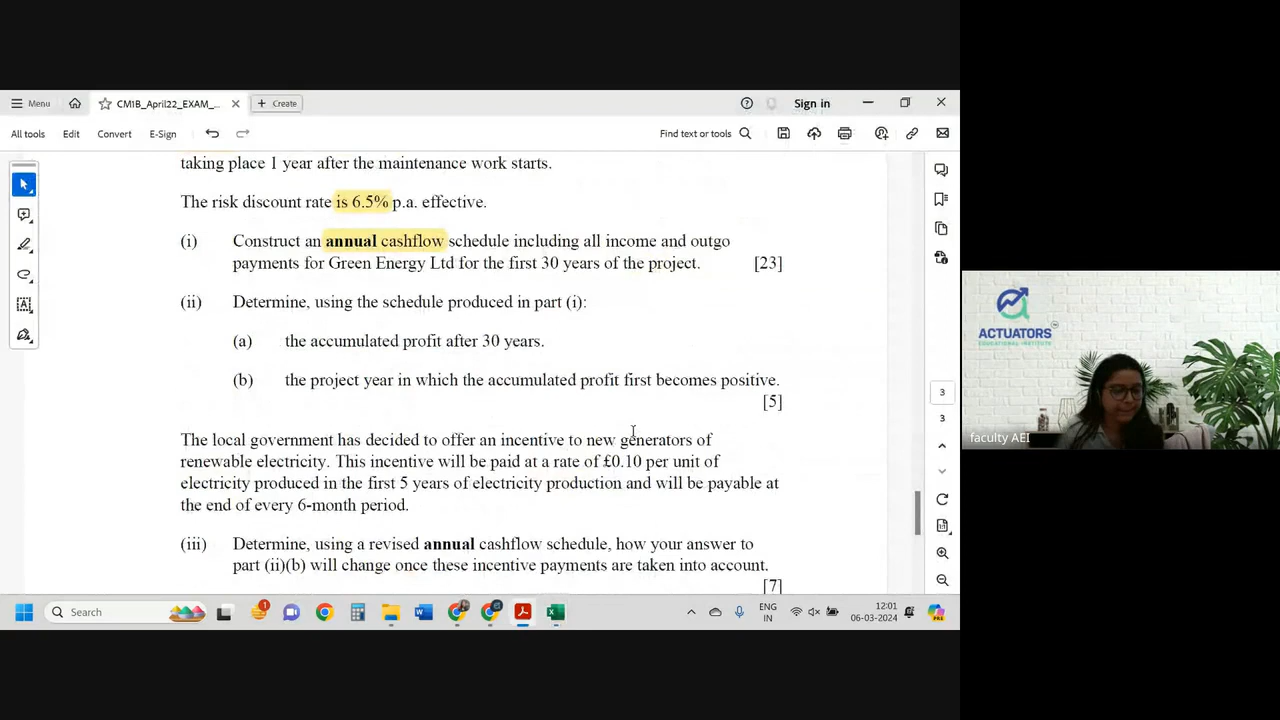 Menu
CM1B_April22_EXAM_...
Create
Sign in
All tools
Edit
Convert
E-Sign
Find text or tools
taking place 1 year after the maintenance work starts.
The risk discount rate is 6.5% p.a. effective.
(i) Construct an annual cashflow schedule including all income and outgo
payments for Green Energy Ltd for the first 30 years of the project. [23]
(ii) Determine, using the schedule produced in part (i):
(a) the accumulated profit after 30 years.
(b) the project year in which the accumulated profit first becomes positive.
[5]
The local government has decided to offer an incentive to new generators of
renewable electricity. This incentive will be paid at a rate of £0.10 per unit of
electricity produced in the first 5 years of electricity production and will be payable at
the end of every 6-month period.
(iii) Determine, using a revised annual cashflow schedule, how your answer to
part (ii)(b) will change once these incentive payments are taken into account.
[7]
3
3
ACTUATORS
EDUCATIONAL INSTITUTE
faculty AEI
Search
1
ENG
IN
12:01
06-03-2024